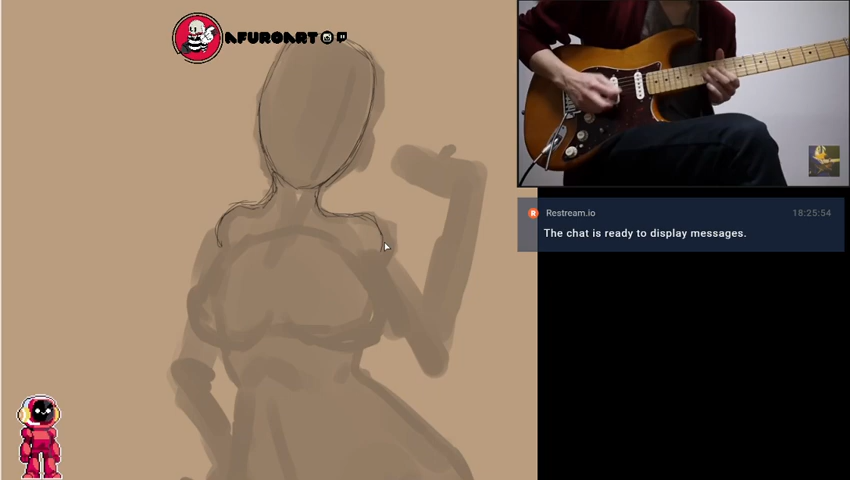 AFUROART
Restream.io 18:25:54
The chat is ready to display messages.